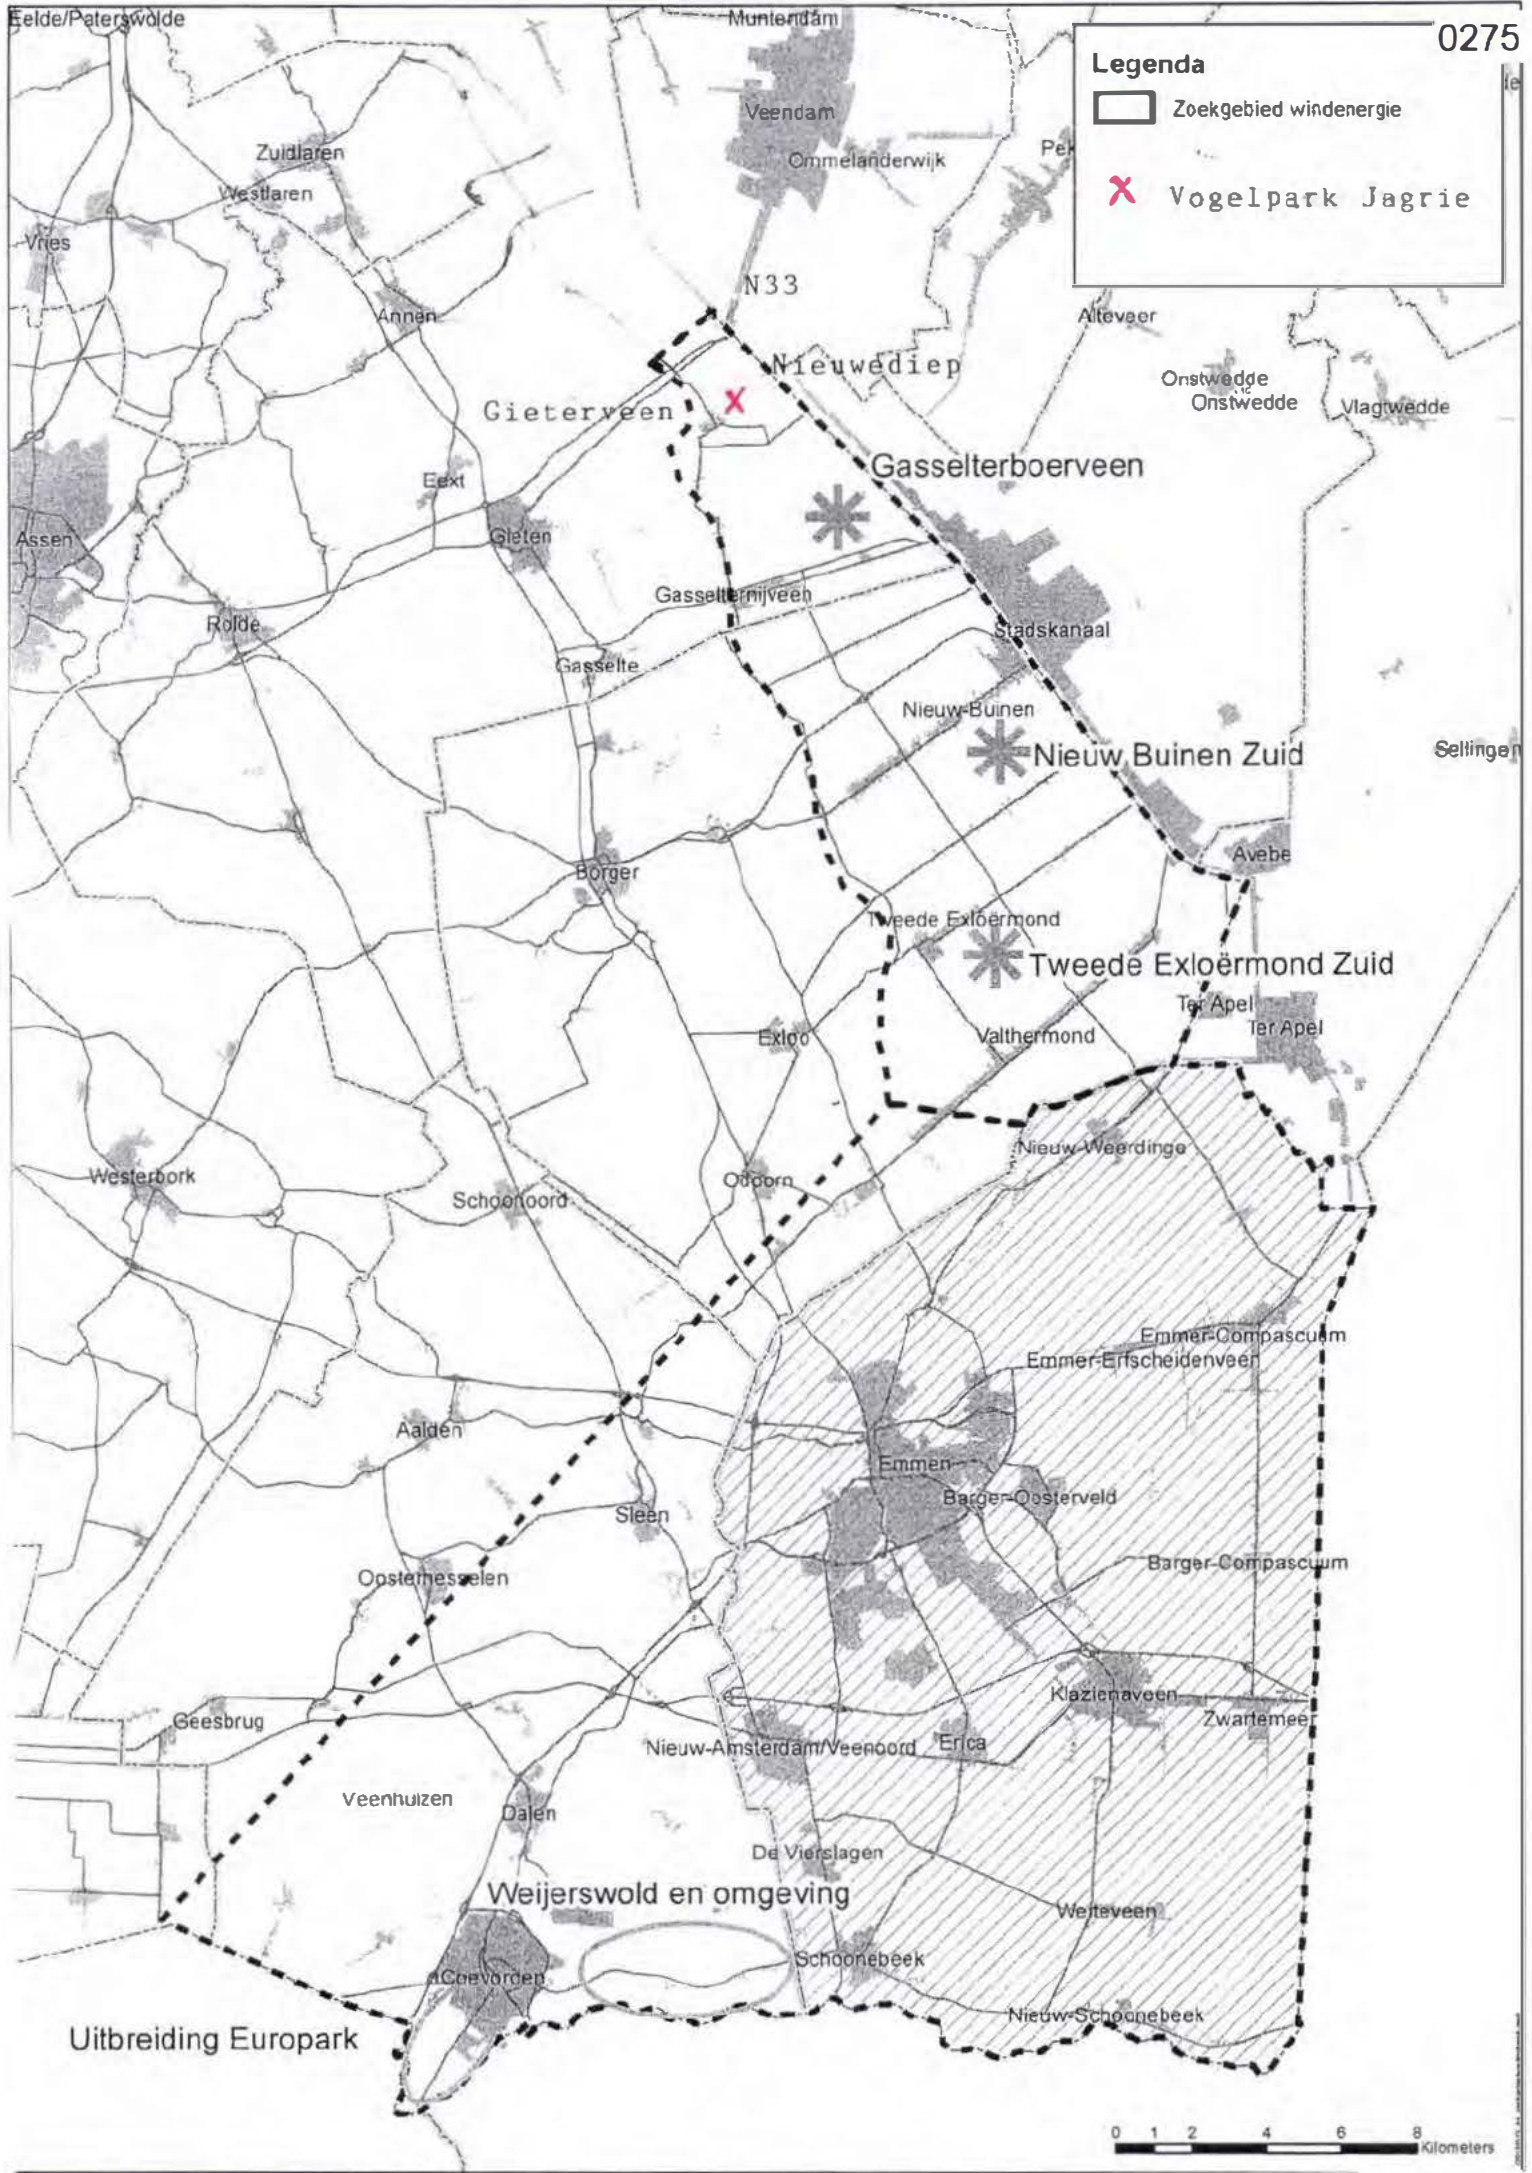 Eelde/Paterswolde
Muntendam
0275
Legenda
Zoekgebied windenergie
X Vogelpark Jagrie
Veendam
Ommelanderwijk
Pek
Zuidlaren
Westlaren
Vries
N33
Annen
Alteveer
Nieuwediep
Onstwedde
Onstwedde
Vlagtwedde
X
Gieterveen
Gasselterboerveen
Eext
Gieten
Assen
Gasselternijveen
Rolde
Stadskanaal
Gasselte
Nieuw-Buinen
Nieuw Buinen Zuid
Sellingen
Avebe
Borger
Tweede Exloërmond
Tweede Exloërmond Zuid
Ter Apel
Ter Apel
Exloo
Valthermond
Nieuw-Weerdinge
Westerbork
Odoorn
Schoonoord
Emmer-Compascuum
Emmer-Erfscheidenveen
Aalden
Emmen
Barger-Oosterveld
Sleen
Barger-Compascuum
Oosterhesselen
Klazienaveen
Zwartemeer
Geesbrug
Nieuw-Amsterdam/Veenoord
Erica
Veenhuizen
Dalen
De Vierslagen
Weijerswold en omgeving
Weiteveen
Schoonebeek
Coevorden
Nieuw-Schoonebeek
Uitbreiding Europark
0 1 2 4 6 8
Kilometers